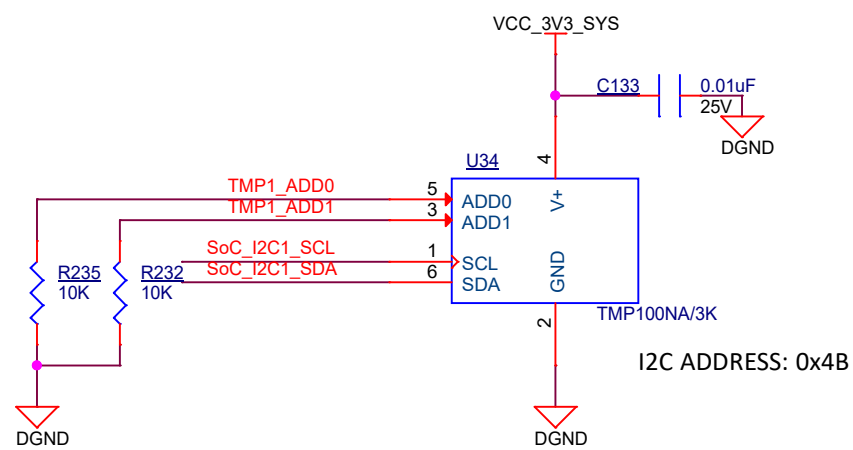 VCC_3V3_SYS
C133
0.01uF
25V
DGND
U34
4
TMP1_ADD0
5
ADD0
V+
TMP1_ADD1
3
ADD1
SoC_I2C1_SCL
1
SCL
SoC_I2C1_SDA
6
SDA
GND
R235
10K
R232
10K
2
TMP100NA/3K
I2C ADDRESS: 0x4B
DGND
DGND